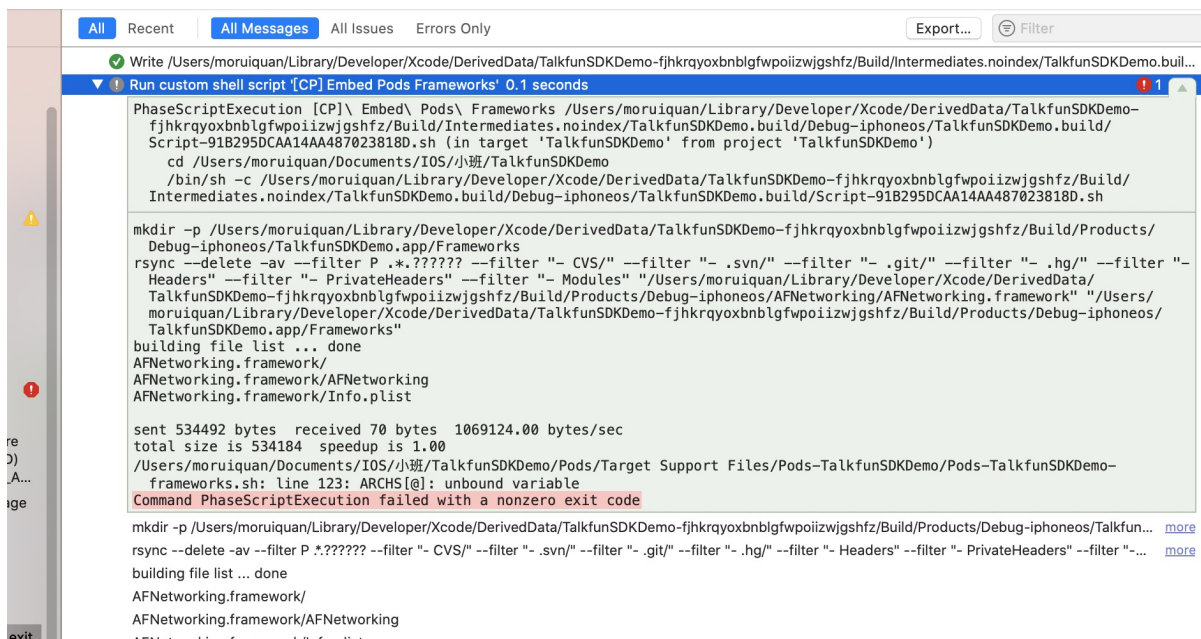 All Recent All Messages All Issues Errors Only Export... Filter
Write /Users/moruiquan/Library/Developer/Xcode/DerivedData/TalkfunSDKDemo-fjhkrqyoxbnblgfwpoiizwjgshfz/Build/Intermediates.noindex/TalkfunSDKDemo.buil...
Run custom shell script '[CP] Embed Pods Frameworks' 0.1 seconds 1
PhaseScriptExecution [CP]\ Embed\ Pods\ Frameworks /Users/moruiquan/Library/Developer/Xcode/DerivedData/TalkfunSDKDemo-
fjhkrqyoxbnblgfwpoiizwjgshfz/Build/Intermediates.noindex/TalkfunSDKDemo.build/Debug-iphoneos/TalkfunSDKDemo.build/
Script-91B295DCAA14AA487023818D.sh (in target 'TalkfunSDKDemo' from project 'TalkfunSDKDemo')
cd /Users/moruiquan/Documents/IOS/小班/TalkfunSDKDemo
/bin/sh -c /Users/moruiquan/Library/Developer/Xcode/DerivedData/TalkfunSDKDemo-fjhkrqyoxbnblgfwpoiizwjgshfz/Build/
Intermediates.noindex/TalkfunSDKDemo.build/Debug-iphoneos/TalkfunSDKDemo.build/Script-91B295DCAA14AA487023818D.sh
mkdir -p /Users/moruiquan/Library/Developer/Xcode/DerivedData/TalkfunSDKDemo-fjhkrqyoxbnblgfwpoiizwjgshfz/Build/Products/
Debug-iphoneos/TalkfunSDKDemo.app/Frameworks
rsync --delete -av --filter P .*.?????? --filter "- CVS/" --filter "- .svn/" --filter "- .git/" --filter "- .hg/" --filter "-
Headers" --filter "- PrivateHeaders" --filter "- Modules" "/Users/moruiquan/Library/Developer/Xcode/DerivedData/
TalkfunSDKDemo-fjhkrqyoxbnblgfwpoiizwjgshfz/Build/Products/Debug-iphoneos/AFNetworking/AFNetworking.framework" "/Users/
moruiquan/Library/Developer/Xcode/DerivedData/TalkfunSDKDemo-fjhkrqyoxbnblgfwpoiizwjgshfz/Build/Products/Debug-iphoneos/
TalkfunSDKDemo.app/Frameworks"
building file list ... done
AFNetworking.framework/
AFNetworking.framework/AFNetworking
AFNetworking.framework/Info.plist
sent 534492 bytes received 70 bytes 1069124.00 bytes/sec
total size is 534184 speedup is 1.00
/Users/moruiquan/Documents/IOS/小班/TalkfunSDKDemo/Pods/Target Support Files/Pods-TalkfunSDKDemo/Pods-TalkfunSDKDemo-
frameworks.sh: line 123: ARCHS[@]: unbound variable
Command PhaseScriptExecution failed with a nonzero exit code
mkdir -p /Users/moruiquan/Library/Developer/Xcode/DerivedData/TalkfunSDKDemo-fjhkrqyoxbnblgfwpoiizwjgshfz/Build/Products/Debug-iphoneos/Talkfun... more
rsync --delete -av --filter P .*.?????? --filter "- CVS/" --filter "- .svn/" --filter "- .git/" --filter "- .hg/" --filter "- Headers" --filter "- PrivateHeaders" --filter "-... more
building file list ... done
AFNetworking.framework/
AFNetworking.framework/AFNetworking